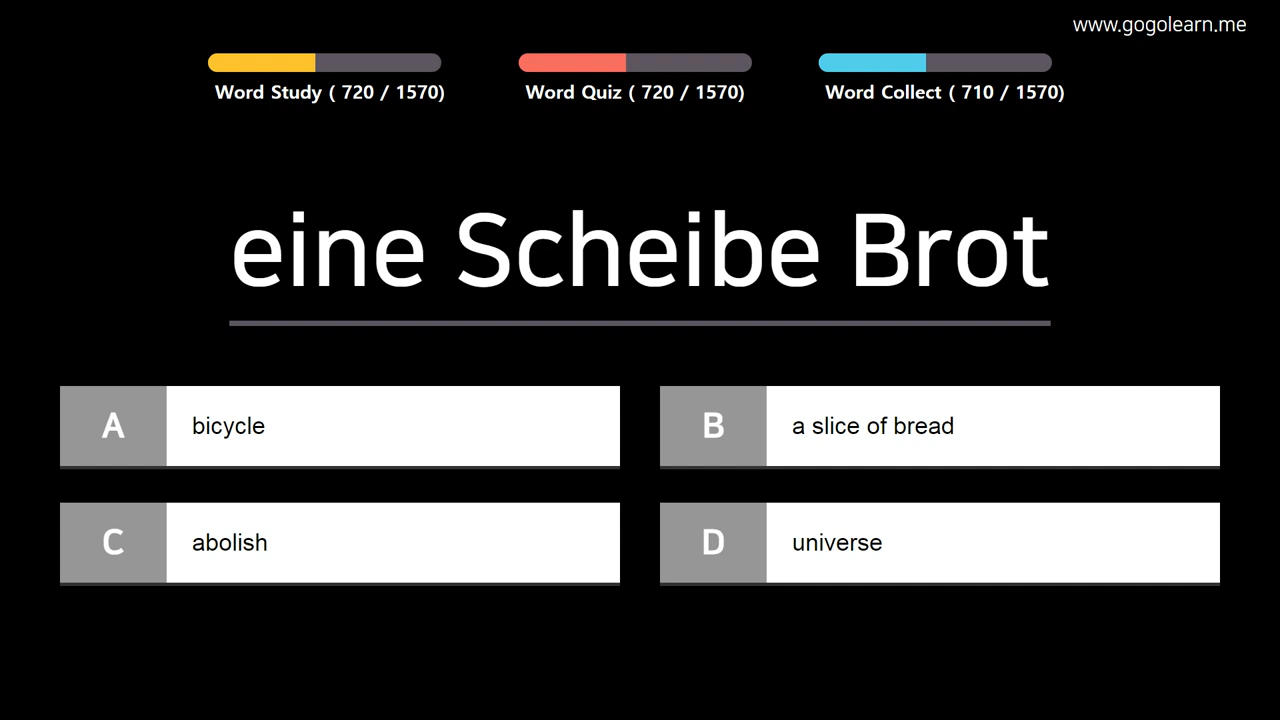 www.gogolearn.me
Word Study ( 720 / 1570)
Word Quiz ( 720 / 1570)
Word Collect ( 710 / 1570)
eine Scheibe Brot
A bicycle
B a slice of bread
C abolish
D universe